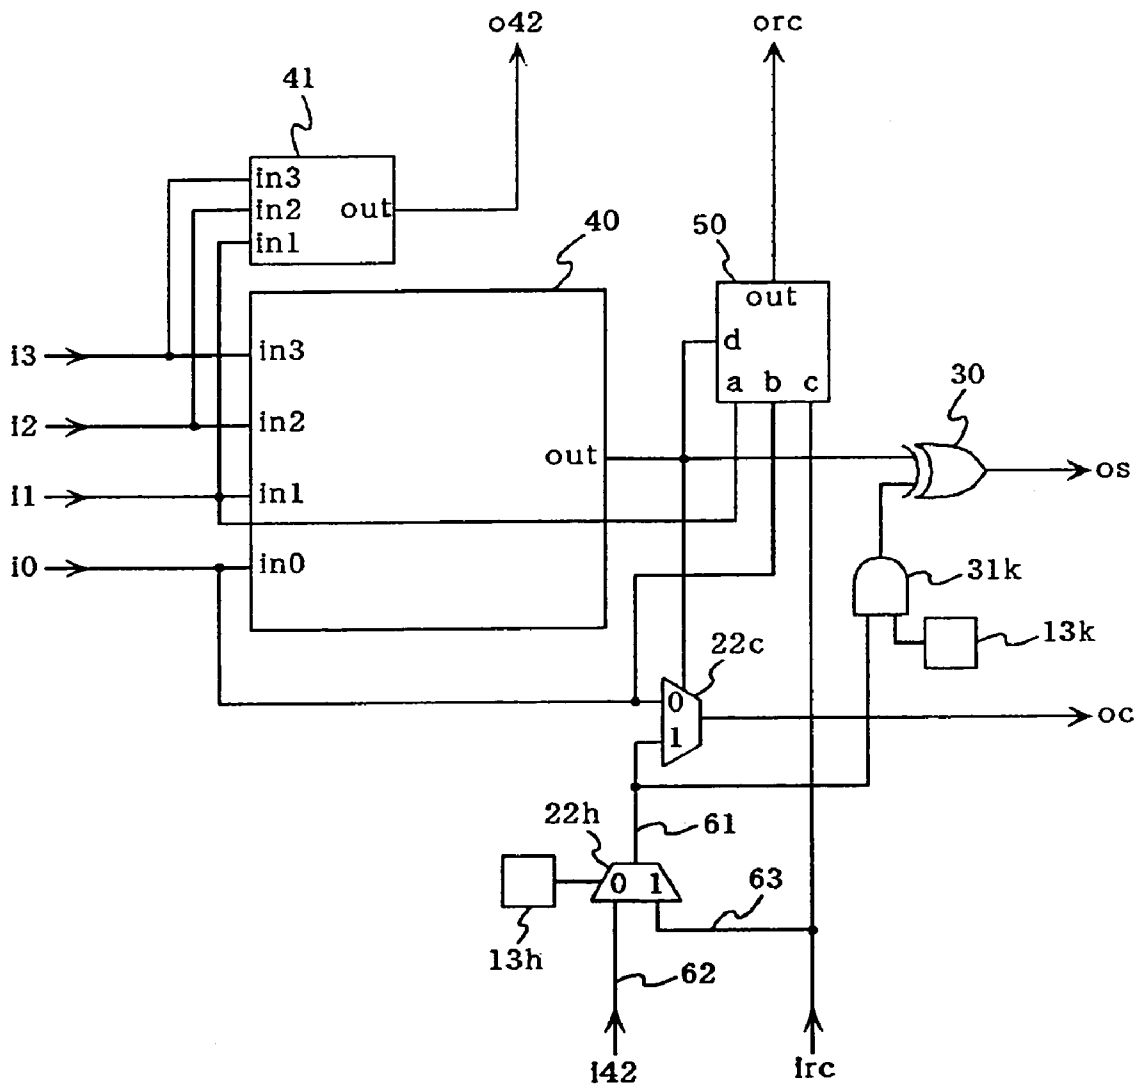 o42
orc
41
in3
in2
out
in1
40
50
out
d
a b c
i3
in3
30
i2
in2
out
os
i1
in1
i0
in0
31k
13k
22c
0
oc
1
22h
61
0 1
63
13h
62
i42
irc